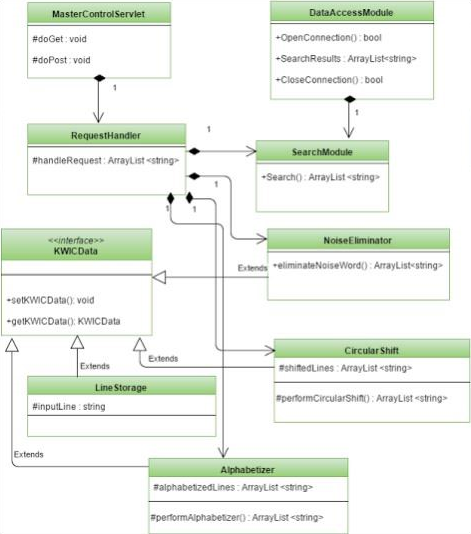 MasterControlServlet
#doGet : void
#doPost : void
1
DataAccessModule
+OpenConnection() : bool
+SearchResults : ArrayList<string>
+CloseConnection() : bool
1
RequestHandler
#handleRequest : ArrayList <string>
1
1
1
1
SearchModule
+Search() : ArrayList <string>
<<interface>>
KWICData
+setKWICData(): void
+getKWICData(): KWICData
NoiseEliminator
+eliminateNoiseWord() : ArrayList<string>
Extends
CircularShift
#shiftedLines : ArrayList <string>
#performCircularShift() : ArrayList <string>
Extends
Extends
LineStorage
#inputLine : string
Extends
Alphabetizer
#alphabetizedLines : ArrayList <string>
#performAlphabetizer() : ArrayList <string>